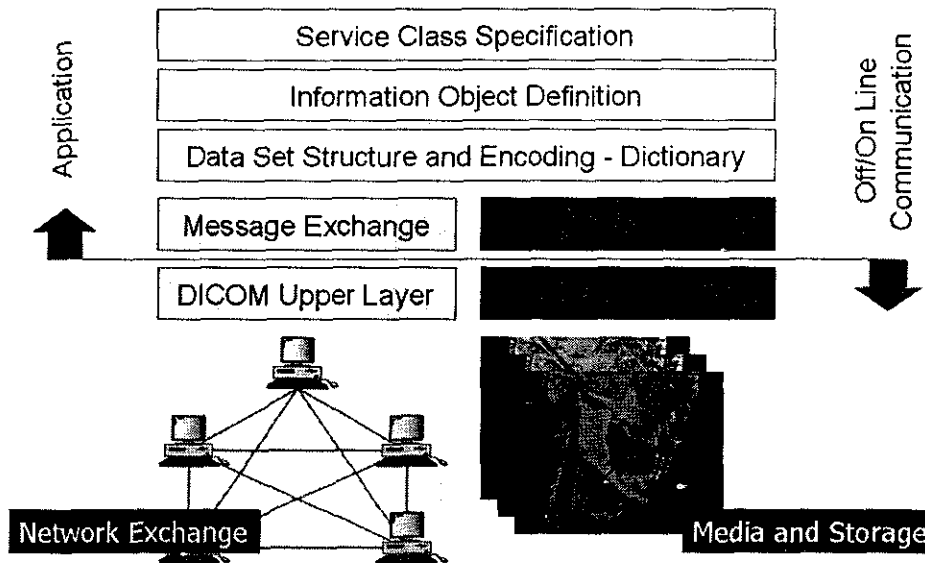 Service Class Specification
Information Object Definition
Data Set Structure and Encoding - Dictionary
Message Exchange
DICOM Upper Layer
Application
Off/On Line
Communication
Network Exchange
Media and Storage